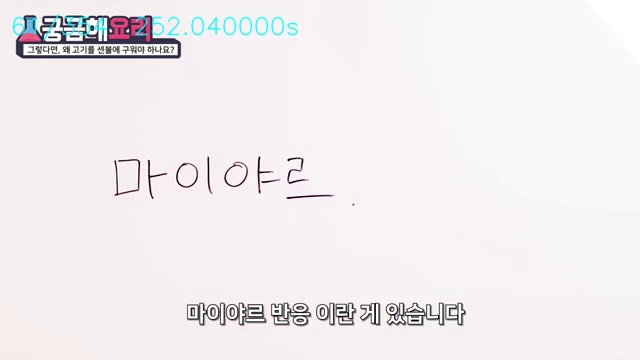 궁금해요리
252.040000s
그렇다면, 왜 고기를 센불에 구워야 하나요?
마이야르 .
마이야르 반응 이란 게 있습니다